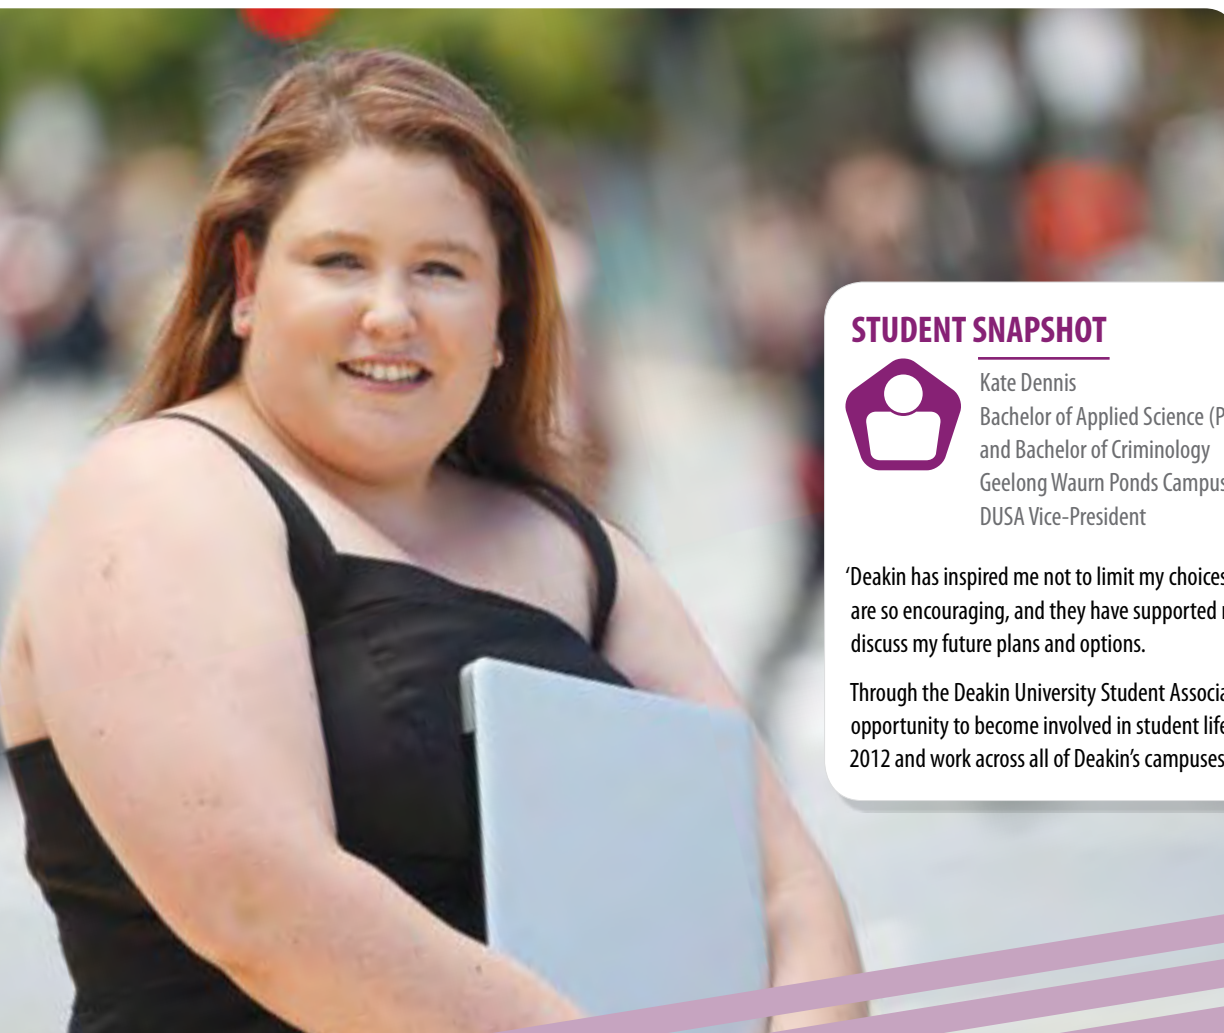 STUDENT SNAPSHOT
Kate Dennis
Bachelor of Applied Science (P
and Bachelor of Criminology
Geelong Waurn Ponds Campus
DUSA Vice-President
‘Deakin has inspired me not to limit my choices
are so encouraging, and they have supported
discuss my future plans and options.
Through the Deakin University Student Associa
opportunity to become involved in student life
2012 and work across all of Deakin’s campuses